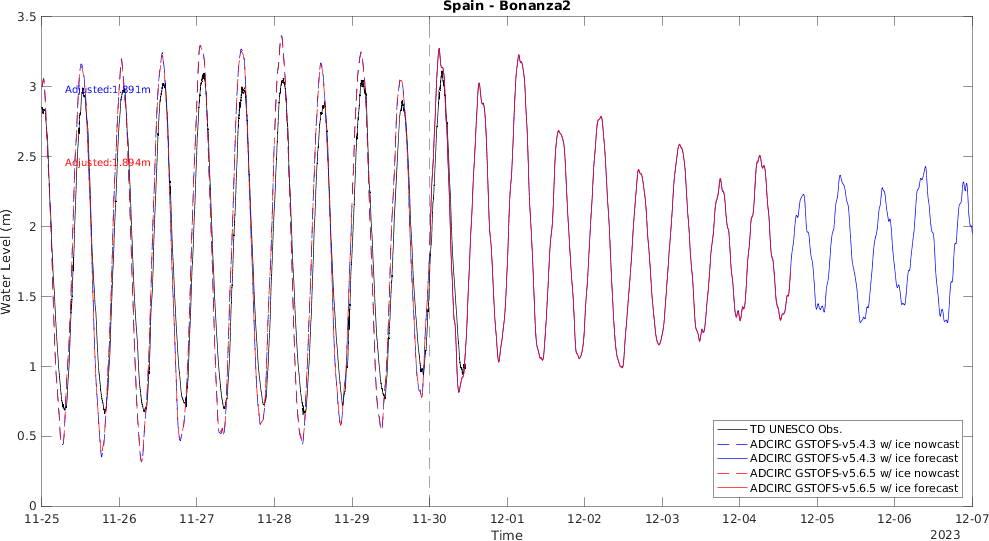 Spain - Bonanza2
3.5
3
2.5
2
1.5
1
0.5
0
Water Level (m)
Adjusted:1.891m
Adjusted:1.894m
TD UNESCO Obs.
ADCIRC GSTOFS-v5.4.3 w/ ice nowcast
ADCIRC GSTOFS-v5.4.3 w/ ice forecast
ADCIRC GSTOFS-v5.6.5 w/ ice nowcast
ADCIRC GSTOFS-v5.6.5 w/ ice forecast
11-25 11-26 11-27 11-28 11-29 11-30 12-01 12-02 12-03 12-04 12-05 12-06 12-07
Time
2023